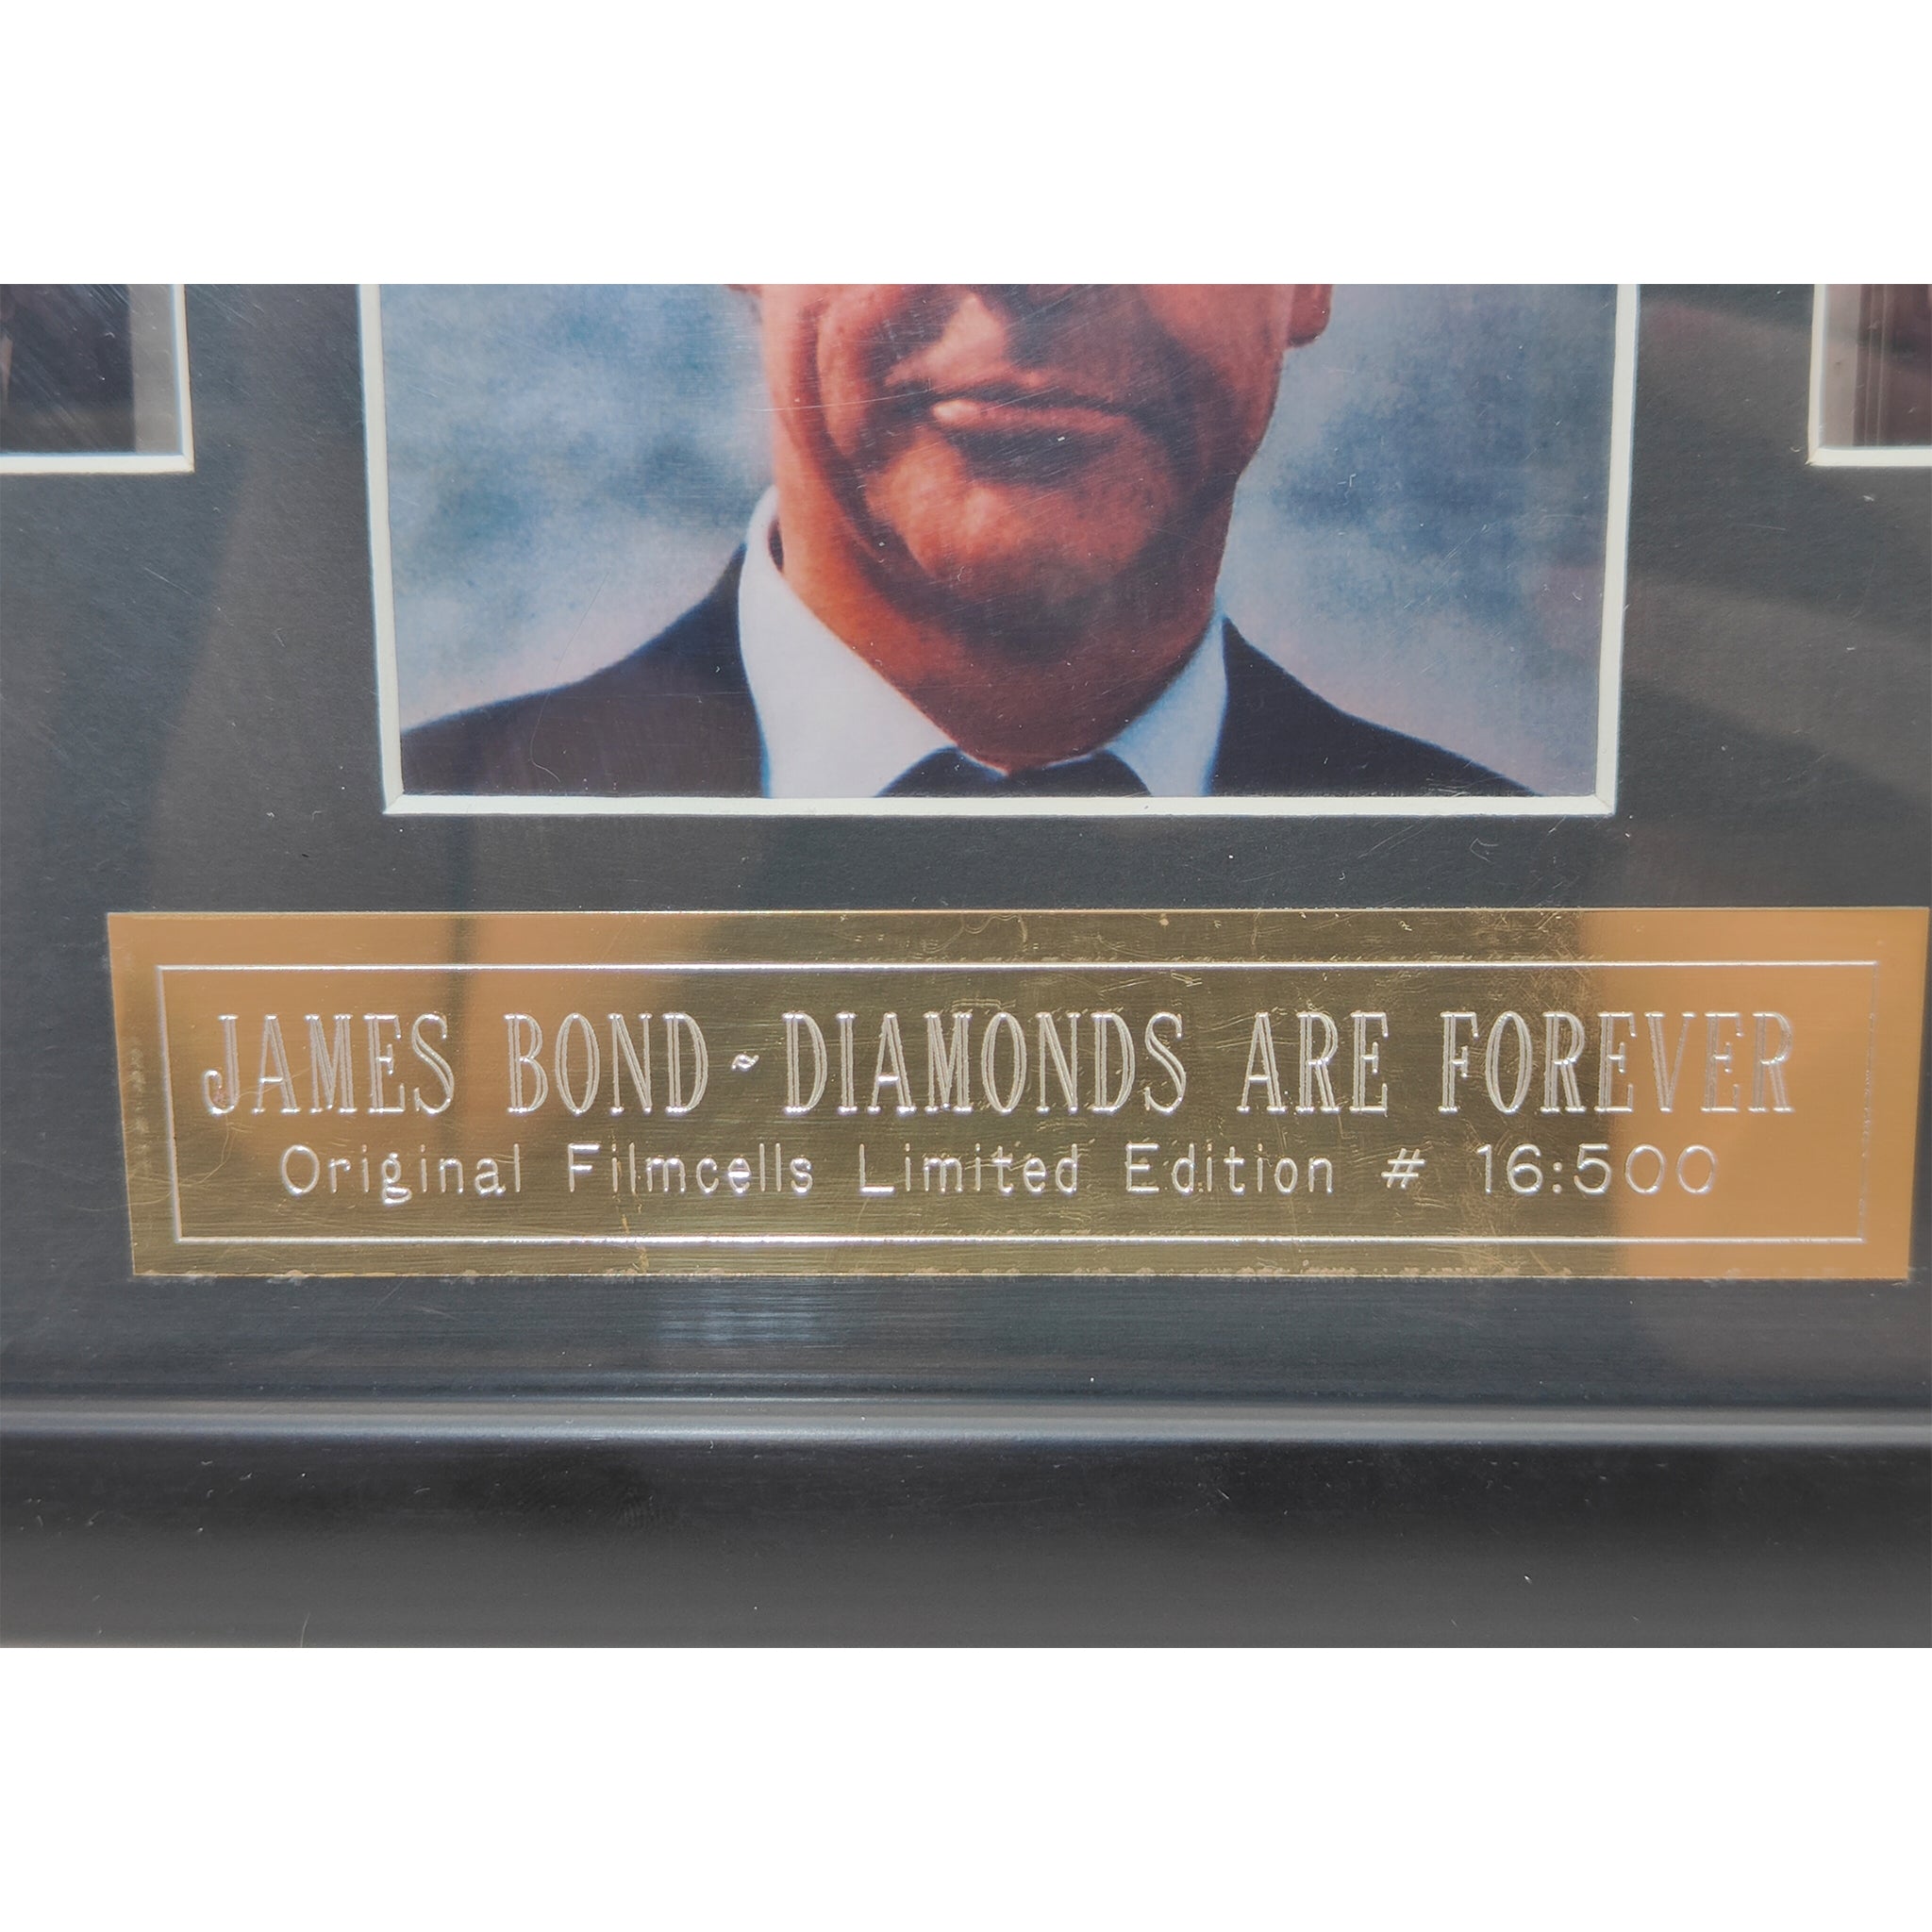 JAMES BOND ~ DIAMONDS ARE FOREVER
Original Filmcells Limited Edition # 16:500